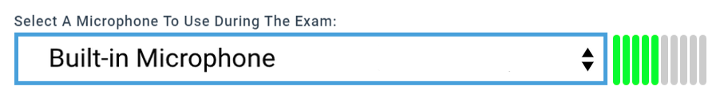 Select A Microphone To Use During The Exam:
Built-in Microphone